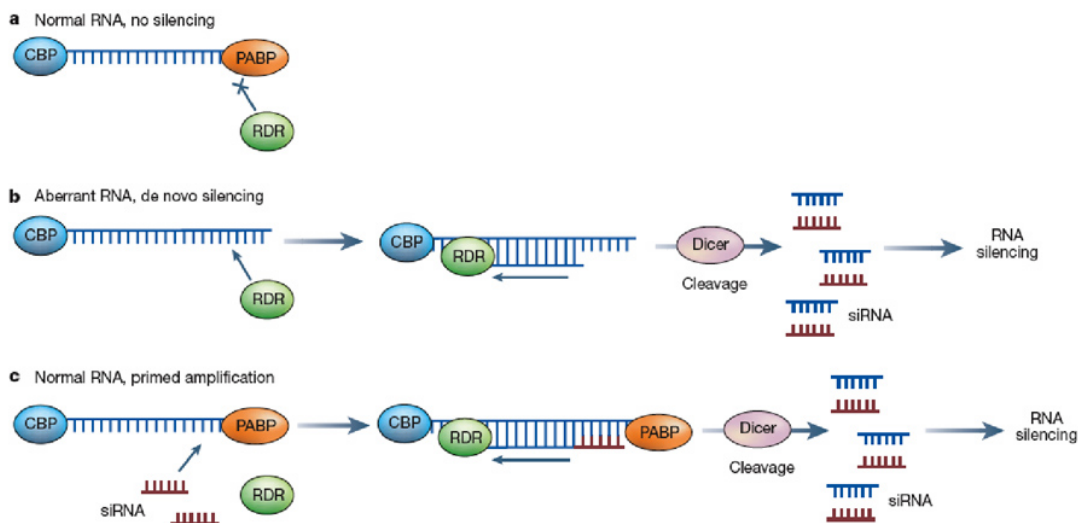 a Normal RNA, no silencing
CBP
PABP
RDR
b Aberrant RNA, de novo silencing
CBP
RDR
CBP
RDR
Dicer
Cleavage
siRNA
RNA
silencing
c Normal RNA, primed amplification
CBP
PABP
siRNA
RDR
CBP
RDR
PABP
Dicer
Cleavage
siRNA
RNA
silencing